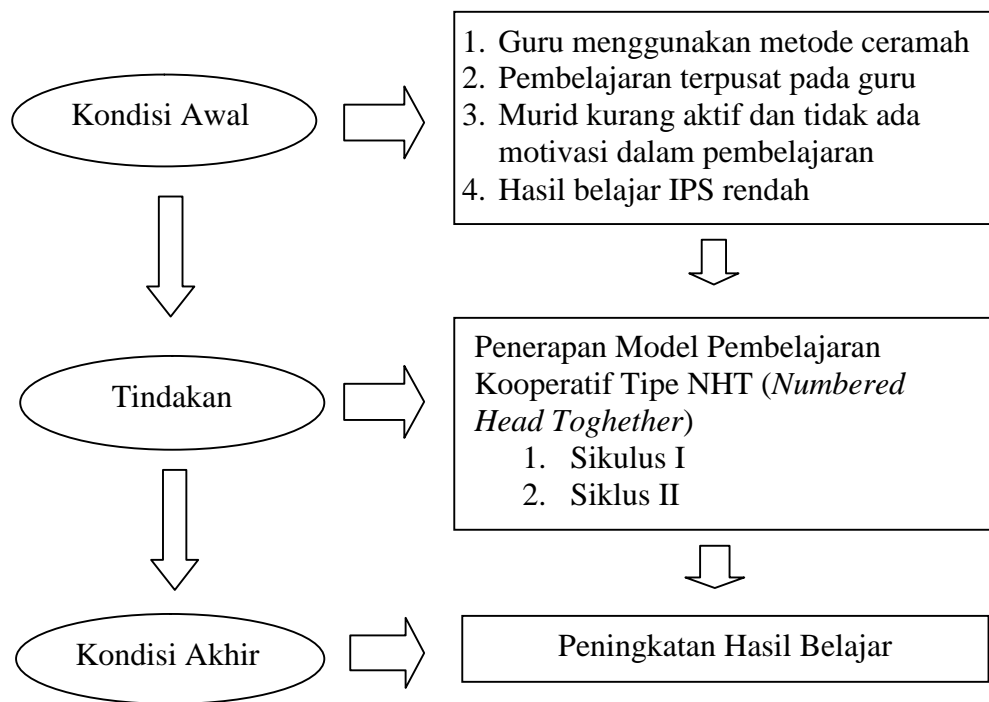 Kondisi Awal
1. Guru menggunakan metode ceramah
2. Pembelajaran terpusat pada guru
3. Murid kurang aktif dan tidak ada
motivasi dalam pembelajaran
4. Hasil belajar IPS rendah
Tindakan
Penerapan Model Pembelajaran
Kooperatif Tipe NHT (Numbered
Head Toghether)
1. Sikulus I
2. Siklus II
Kondisi Akhir
Peningkatan Hasil Belajar